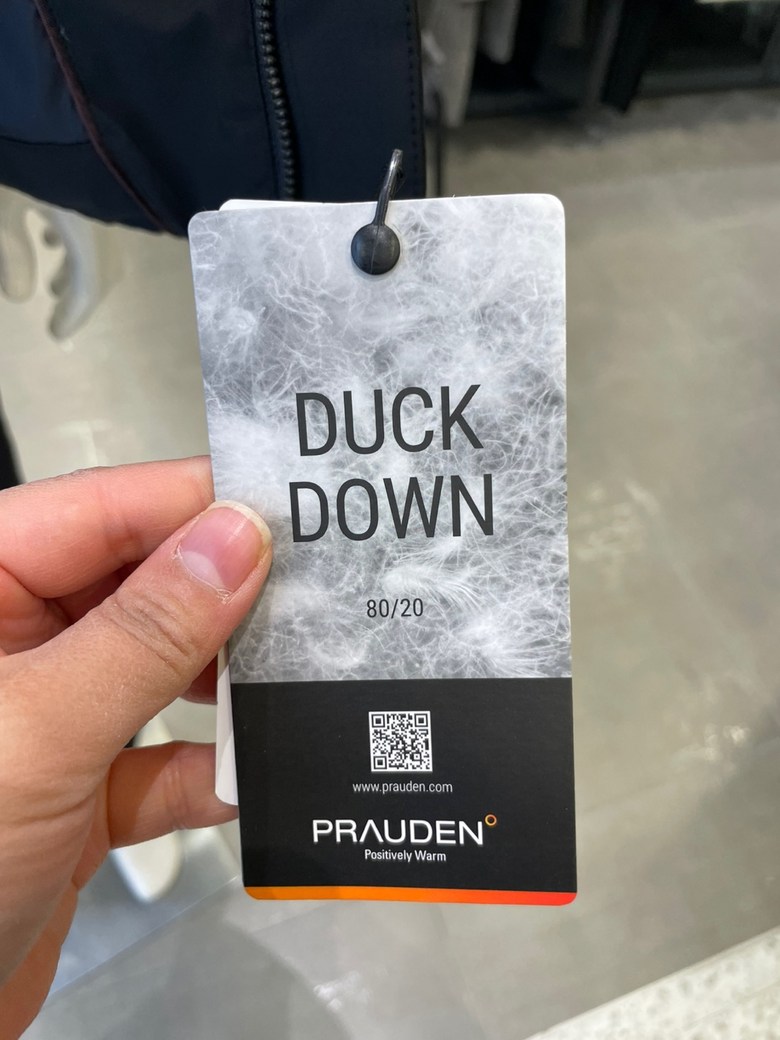 DUCK
DOWN
80/20
www.prauden.com
PRAUDEN°
Positively Warm